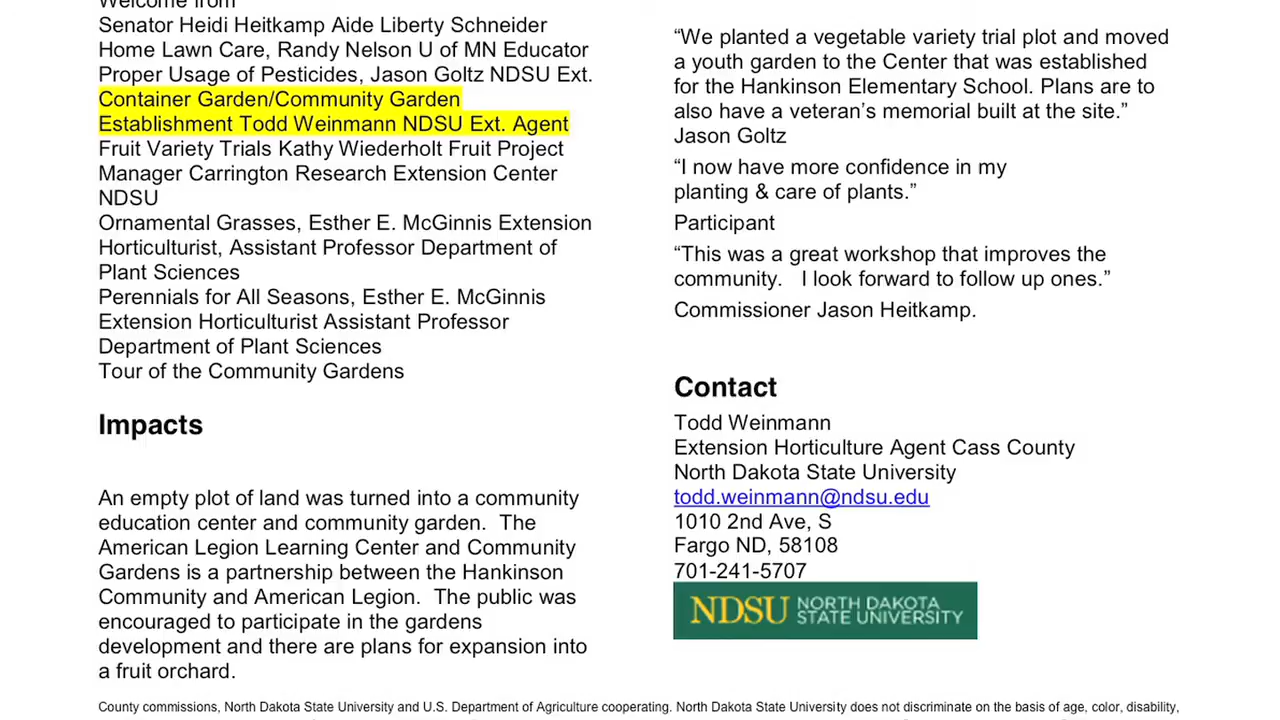 Welcome from
Senator Heidi Heitkamp Aide Liberty Schneider
Home Lawn Care, Randy Nelson U of MN Educator
Proper Usage of Pesticides, Jason Goltz NDSU Ext.
Container Garden/Community Garden
Establishment Todd Weinmann NDSU Ext. Agent
Fruit Variety Trials Kathy Wiederholt Fruit Project
Manager Carrington Research Extension Center
NDSU
Ornamental Grasses, Esther E. McGinnis Extension
Horticulturist, Assistant Professor Department of
Plant Sciences
Perennials for All Seasons, Esther E. McGinnis
Extension Horticulturist Assistant Professor
Department of Plant Sciences
Tour of the Community Gardens
Impacts
An empty plot of land was turned into a community
education center and community garden.  The
American Legion Learning Center and Community
Gardens is a partnership between the Hankinson
Community and American Legion.  The public was
encouraged to participate in the gardens
development and there are plans for expansion into
a fruit orchard.
“We planted a vegetable variety trial plot and moved
a youth garden to the Center that was established
for the Hankinson Elementary School. Plans are to
also have a veteran’s memorial built at the site.”
Jason Goltz
“I now have more confidence in my
planting & care of plants.”
Participant
“This was a great workshop that improves the
community.   I look forward to follow up ones.”
Commissioner Jason Heitkamp.
Contact
Todd Weinmann
Extension Horticulture Agent Cass County
North Dakota State University
todd.weinmann@ndsu.edu
1010 2nd Ave, S
Fargo ND, 58108
701-241-5707
NDSU NORTH DAKOTA
STATE UNIVERSITY
County commissions, North Dakota State University and U.S. Department of Agriculture cooperating. North Dakota State University does not discriminate on the basis of age, color, disability,